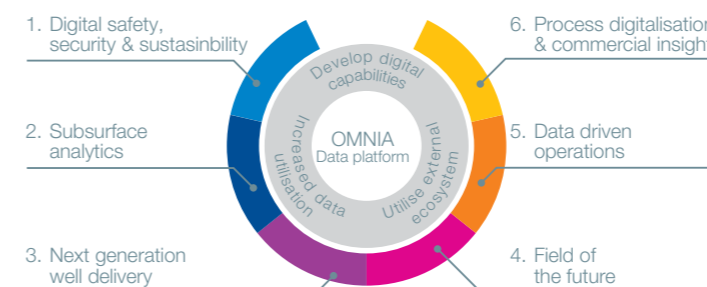 1. Digital safety,
security & sustasinbility
2. Subsurface
analytics
3. Next generation
well delivery
Develop digital
capabilities
Increased data
utilisation
OMNIA
Data platform
Utilise external
ecosystem
6. Process digitalisation
& commercial insight
5. Data driven
operations
4. Field of
the future